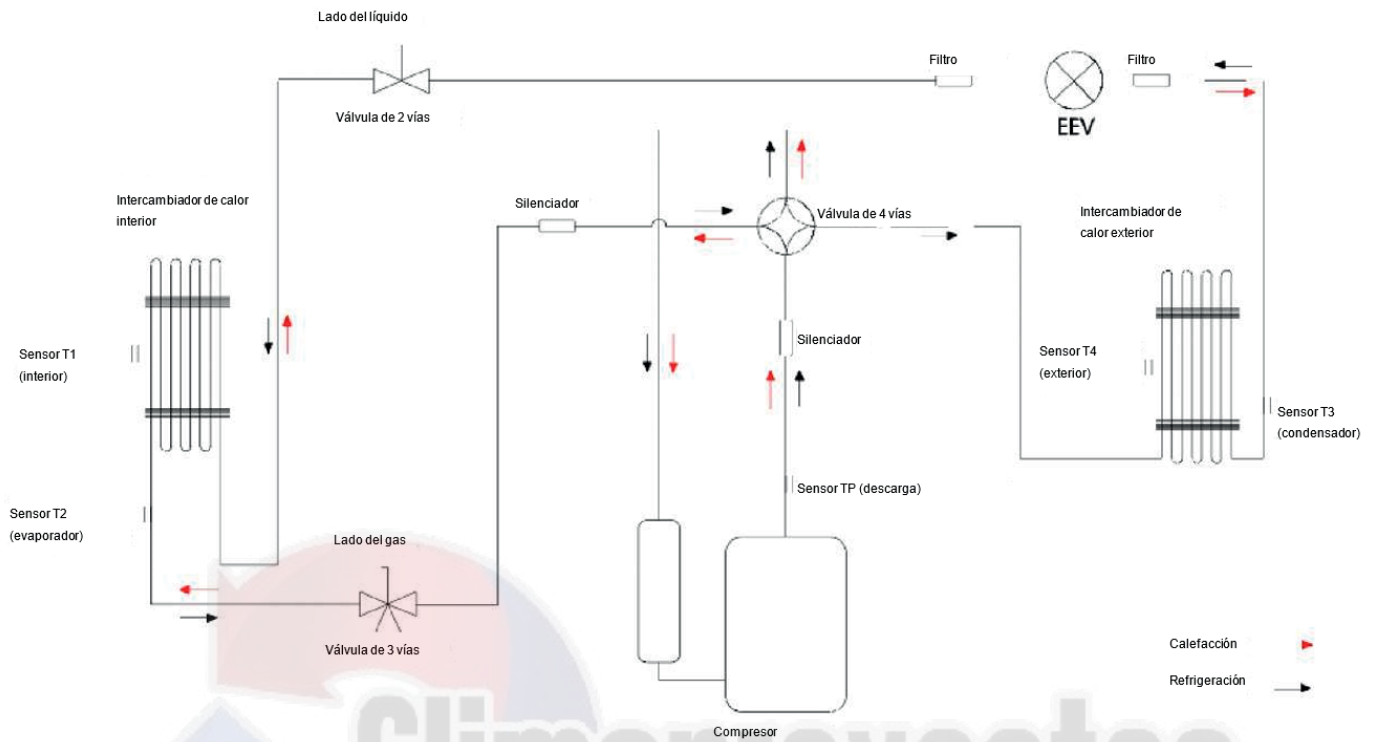 Lado del líquido
Filtro
Filtro
Válvula de 2 vías
EEV
Intercambiador de calor
interior
Silenciador
Válvula de 4 vías
Intercambiador de
calor exterior
Silenciador
Sensor T1
(interior)
Sensor T4
(exterior)
Sensor T3
(condensador)
Sensor TP (descarga)
Sensor T2
(evaporador)
Lado del gas
Válvula de 3 vías
Calefacción
Refrigeración
Compresor
Climaproyectos